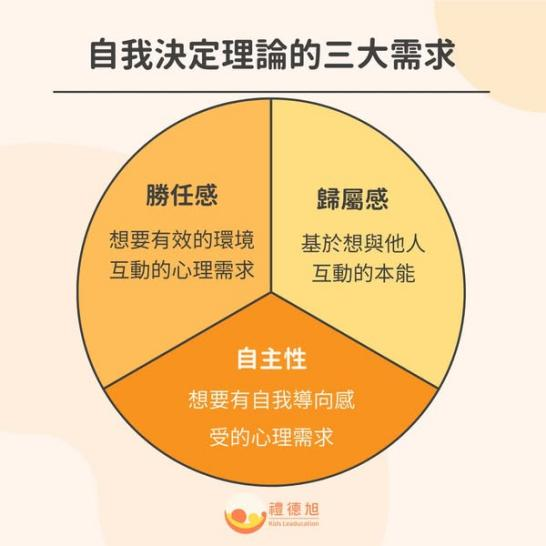 自我決定理論的三大需求
勝任感
想要有效的環境
互動的心理需求
歸屬感
基於想與他人
互動的本能
自主性
想要有自我導向感
受的心理需求
禮德旭
Kids Leaducation